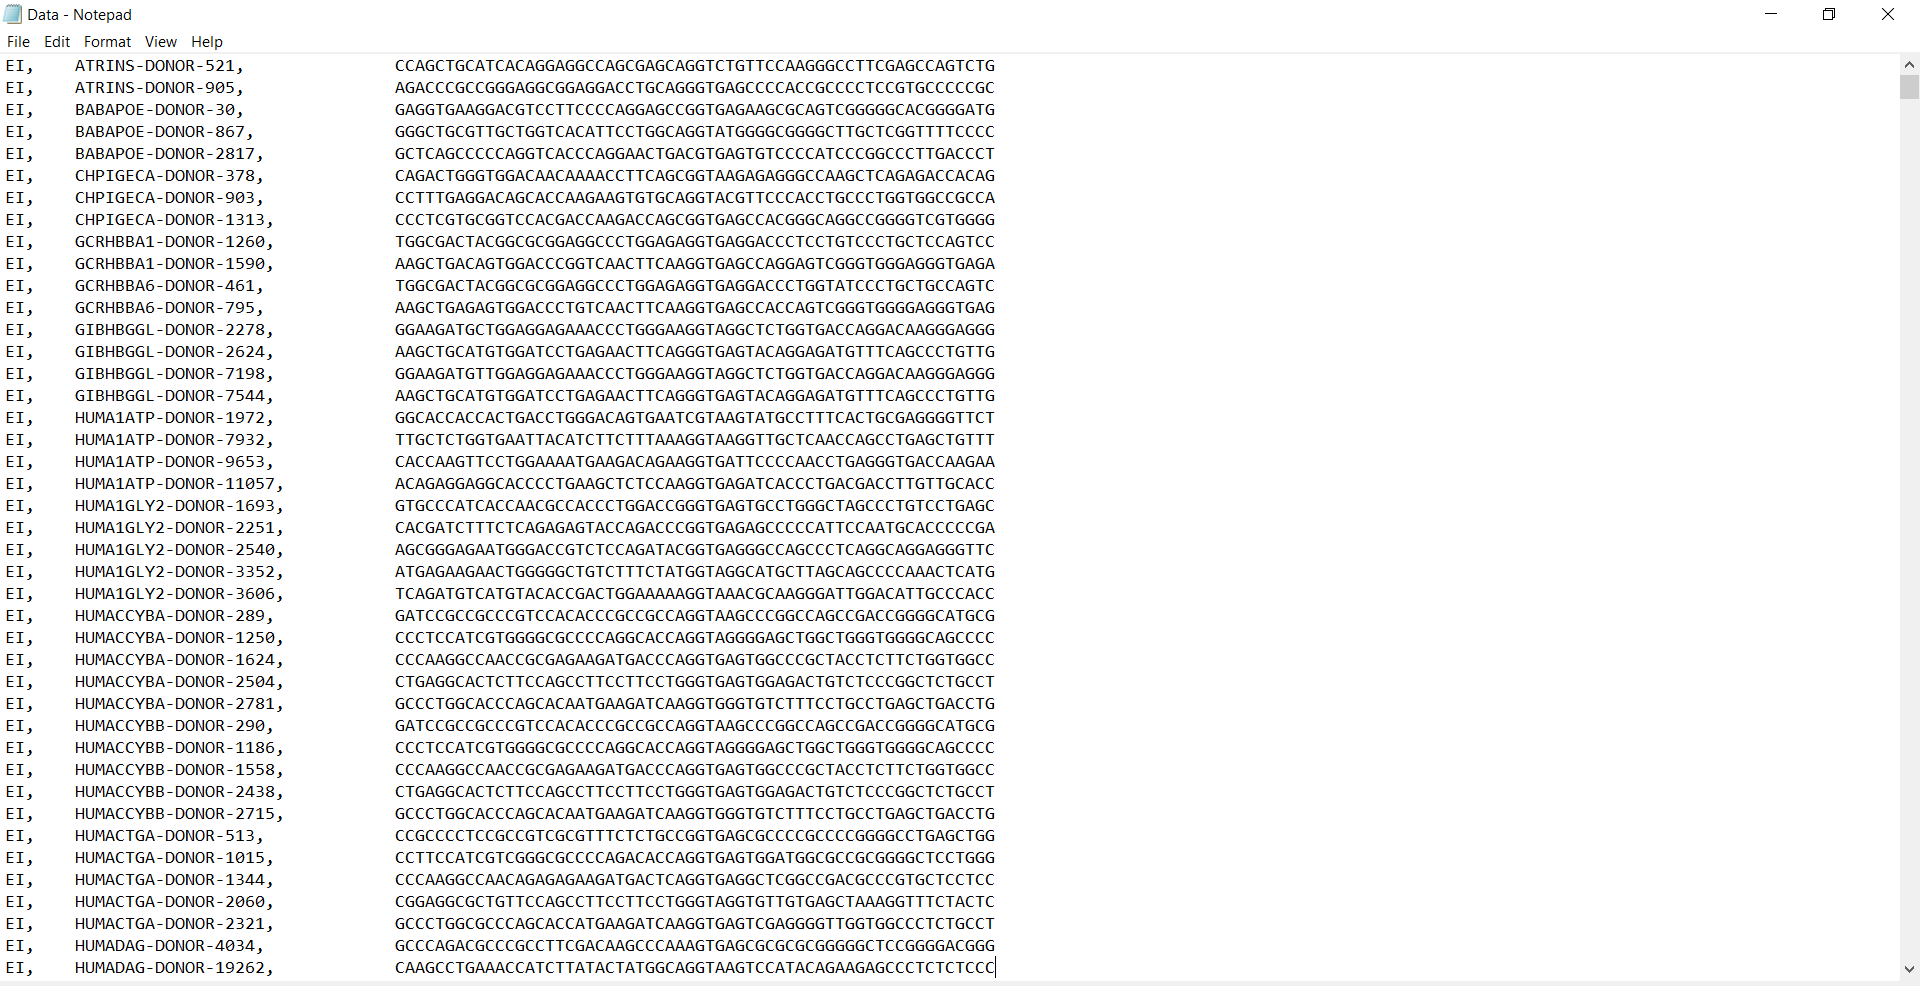 Data - Notepad
File Edit Format View Help
EI, ATRINS-DONOR-521, CCAGCTGCATCACAGGAGGCCAGCGAGCAGGTCTGTTCCAAGGGCCTTCGAGCCAGTCTG
EI, ATRINS-DONOR-905, AGACCCGCCGGGAGGCGGAGGACCTGCAGGGTGAGCCCCACCGCCCCTCCGTGCCCCCGC
EI, BABAPOE-DONOR-30, GAGGTGAAGGACGTCCTTCCCCAGGAGCCGGTGAGAAGCGCAGTCGGGGGCACGGGGATG
EI, BABAPOE-DONOR-867, GGGCTGCGTTGCTGGTCACATTCCTGGCAGGTATGGGGCGGGGCTTGCTCGGTTTTCCCC
EI, BABAPOE-DONOR-2817, GCTCAGCCCCCAGGTCACCCAGGAACTGACGTGAGTGTCCCCATCCCGGCCCTTGACCCT
EI, CHPIGECA-DONOR-378, CAGACTGGGTGGACAACAAAACCTTCAGCGGTAAGAGAGGGCCAAGCTCAGAGACCACAG
EI, CHPIGECA-DONOR-903, CCTTTGAGGACAGCACCAAGAAGTGTGCAGGTACGTTCCCACCTGCCCTGGTGGCCGCCA
EI, CHPIGECA-DONOR-1313, CCCTCGTGCGGTCCACGACCAAGACCAGCGGTGAGCCACGGGCAGGCCGGGGTCGTGGGG
EI, GCRHBBA1-DONOR-1260, TGGCGACTACGGCGCGGAGGCCCTGGAGAGGTGAGGACCCTCCTGTCCCTGCTCCAGTCC
EI, GCRHBBA1-DONOR-1590, AAGCTGACAGTGGACCCGGTCAACTTCAAGGTGAGCCAGGAGTCGGGTGGGAGGGTGAGA
EI, GCRHBBA6-DONOR-461, TGGCGACTACGGCGCGGAGGCCCTGGAGAGGTGAGGACCCTGGTATCCCTGCTGCCAGTC
EI, GCRHBBA6-DONOR-795, AAGCTGAGAGTGGACCCTGTCAACTTCAAGGTGAGCCACCAGTCGGGTGGGGAGGGTGAG
EI, GIBHBGGL-DONOR-2278, GGAAGATGCTGGAGGAGAAACCCTGGGAAGGTAGGCTCTGGTGACCAGGACAAGGGAGGG
EI, GIBHBGGL-DONOR-2624, AAGCTGCATGTGGATCCTGAGAACTTCAGGGTGAGTACAGGAGATGTTTCAGCCCTGTTG
EI, GIBHBGGL-DONOR-7198, GGAAGATGTTGGAGGAGAAACCCTGGGAAGGTAGGCTCTGGTGACCAGGACAAGGGAGGG
EI, GIBHBGGL-DONOR-7544, AAGCTGCATGTGGATCCTGAGAACTTCAGGGTGAGTACAGGAGATGTTTCAGCCCTGTTG
EI, HUMA1ATP-DONOR-1972, GGCACCACCACTGACCTGGGACAGTGAATCGTAAGTATGCCTTTCACTGCGAGGGGTTCT
EI, HUMA1ATP-DONOR-7932, TTGCTCTGGTGAATTACATCTTCTTTAAAGGTAAGGTTGCTCAACCAGCCTGAGCTGTTT
EI, HUMA1ATP-DONOR-9653, CACCAAGTTCCTGGAAAATGAAGACAGAAGGTGATTCCCCAACCTGAGGGTGACCAAGAA
EI, HUMA1ATP-DONOR-11057, ACAGAGGAGGCACCCCTGAAGCTCTCCAAGGTGAGATCACCCTGACGACCTTGTTGCACC
EI, HUMA1GLY2-DONOR-1693, GTGCCCATCACCAACGCCACCCTGGACCGGGTGAGTGCCTGGGCTAGCCCTGTCCTGAGC
EI, HUMA1GLY2-DONOR-2251, CACGATCTTTCTCAGAGAGTACCAGACCCGGTGAGAGCCCCCATTCCAATGCACCCCCGA
EI, HUMA1GLY2-DONOR-2540, AGCGGGAGAATGGGACCGTCTCCAGATACGGTGAGGGCCAGCCCTCAGGCAGGAGGGTTC
EI, HUMA1GLY2-DONOR-3352, ATGAGAAGAACTGGGGGCTGTCTTTCTATGGTAGGCATGCTTAGCAGCCCCAAACTCATG
EI, HUMA1GLY2-DONOR-3606, TCAGATGTCATGTACACCGACTGGAAAAAGGTAAACGCAAGGGATTGGACATTGCCCACC
EI, HUMACCYBA-DONOR-289, GATCCGCCGCCCGTCCACACCCGCCGCCAGGTAAGCCCGGCCAGCCGACCGGGGCATGCG
EI, HUMACCYBA-DONOR-1250, CCCTCCATCGTGGGGCGCCCCAGGCACCAGGTAGGGGAGCTGGCTGGGTGGGGCAGCCCC
EI, HUMACCYBA-DONOR-1624, CCCAAGGCCAACCGCGAGAAGATGACCCAGGTGAGTGGCCCGCTACCTCTTCTGGTGGCC
EI, HUMACCYBA-DONOR-2504, CTGAGGCACTCTTCCAGCCTTCCTTCCTGGGTGAGTGGAGACTGTCTCCCGGCTCTGCCT
EI, HUMACCYBA-DONOR-2781, GCCCTGGCACCCAGCACAATGAAGATCAAGGTGGGTGTCTTTCCTGCCTGAGCTGACCTG
EI, HUMACCYBB-DONOR-290, GATCCGCCGCCCGTCCACACCCGCCGCCAGGTAAGCCCGGCCAGCCGACCGGGGCATGCG
EI, HUMACCYBB-DONOR-1186, CCCTCCATCGTGGGGCGCCCCAGGCACCAGGTAGGGGAGCTGGCTGGGTGGGGCAGCCCC
EI, HUMACCYBB-DONOR-1558, CCCAAGGCCAACCGCGAGAAGATGACCCAGGTGAGTGGCCCGCTACCTCTTCTGGTGGCC
EI, HUMACCYBB-DONOR-2438, CTGAGGCACTCTTCCAGCCTTCCTTCCTGGGTGAGTGGAGACTGTCTCCCGGCTCTGCCT
EI, HUMACCYBB-DONOR-2715, GCCCTGGCACCCAGCACAATGAAGATCAAGGTGGGTGTCTTTCCTGCCTGAGCTGACCTG
EI, HUMACTGA-DONOR-513, CCGCCCCTCCGCCGTCGCGTTTCTCTGCCGGTGAGCGCCCCGCCCCGGGGCCTGAGCTGG
EI, HUMACTGA-DONOR-1015, CCTTCCATCGTCGGGCGCCCCAGACACCAGGTGAGTGGATGGCGCCGCGGGGCTCCTGGG
EI, HUMACTGA-DONOR-1344, CCCAAGGCCAACAGAGAGAAGATGACTCAGGTGAGGCTCGGCCGACGCCCGTGCTCCTCC
EI, HUMACTGA-DONOR-2060, CGGAGGCGCTGTTCCAGCCTTCCTTCCTGGGTAGGTGTTGTGAGCTAAAGGTTTCTACTC
EI, HUMACTGA-DONOR-2321, GCCCTGGCGCCCAGCACCATGAAGATCAAGGTGAGTCGAGGGGTTGGTGGCCCTCTGCCT
EI, HUMADAG-DONOR-4034, GCCCAGACGCCCGCCTTCGACAAGCCCAAAGTGAGCGCGCGCGGGGGCTCCGGGGACGGG
EI, HUMADAG-DONOR-19262, CAAGCCTGAAACCATCTTATACTATGGCAGGTAAGTCCATACAGAAGAGCCCTCTCTCCC